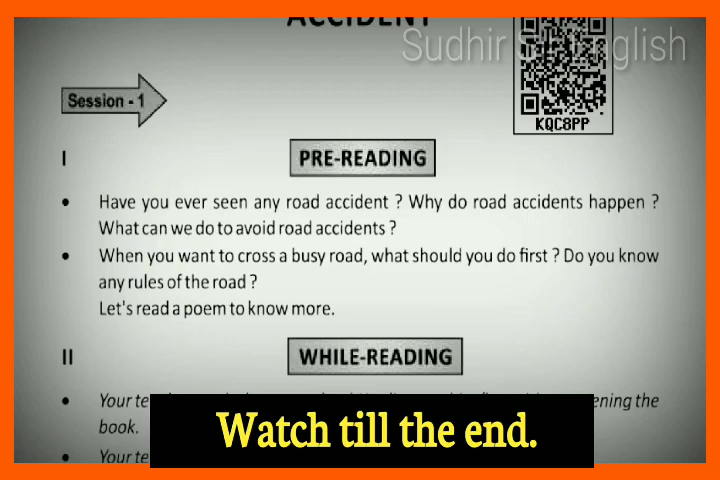 ACCIDENT
Sudhir Sir English
KQC8PP
Session - 1
I
PRE-READING
• Have you ever seen any road accident ? Why do road accidents happen ?
What can we do to avoid road accidents ?
• When you want to cross a busy road, what should you do first ? Do you know
any rules of the road ?
Let's read a poem to know more.
II
WHILE-READING
• Your ening the
book.
• Your
Watch till the end.